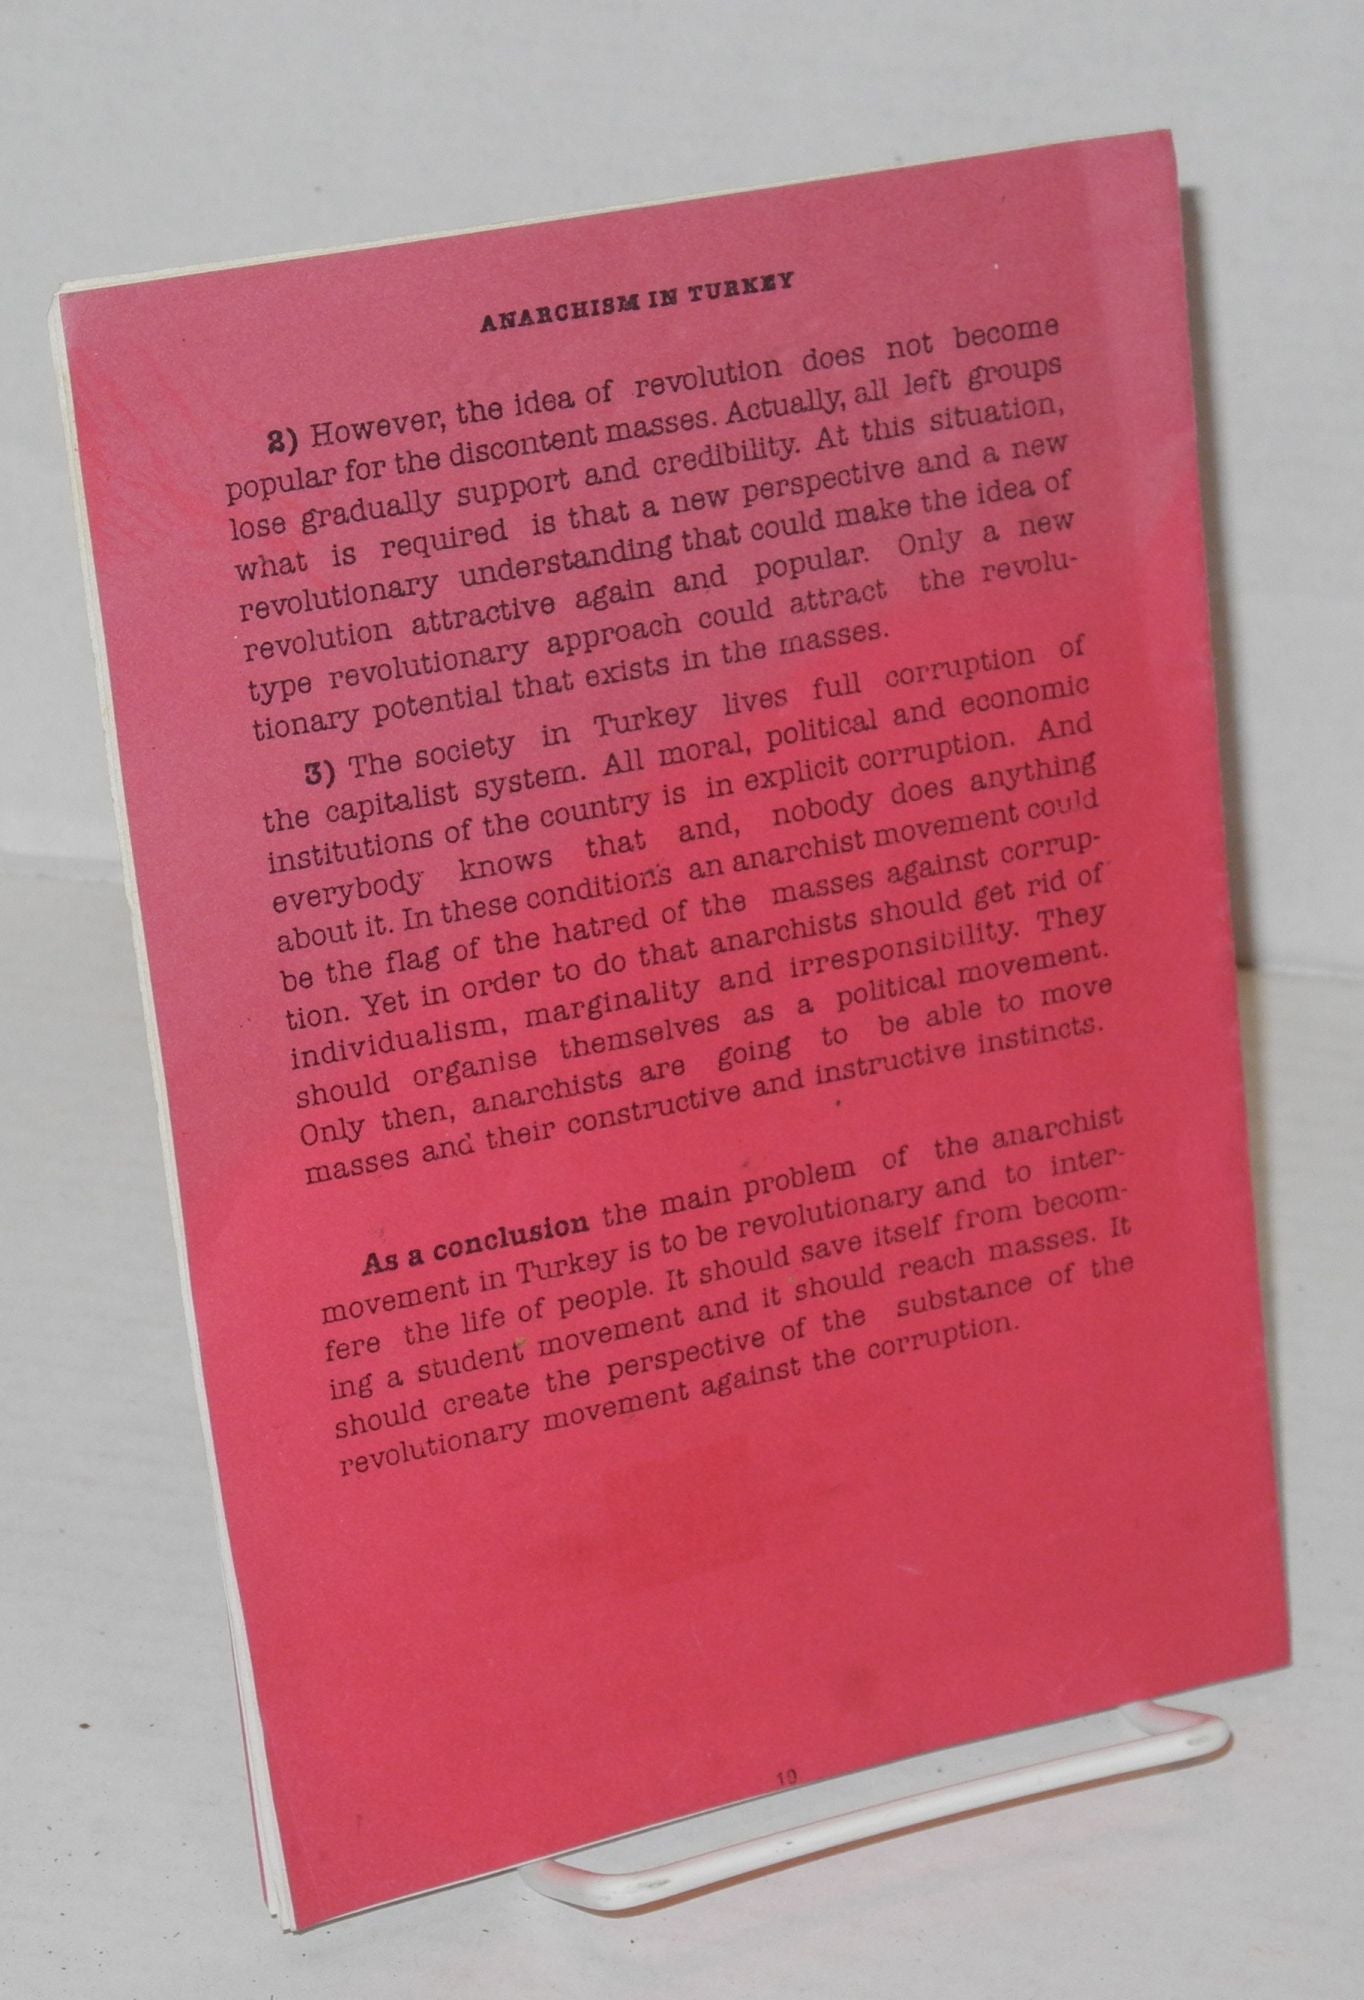 ANARCHISM IN TURKEY
2) However, the idea of revolution does not become
popular for the discontent masses. Actually, all left groups
lose gradually support and credibility. At this situation,
what is required is that a new perspective and a new
revolutionary understanding that could make the idea of
revolution attractive again and popular. Only a new
type revolutionary approach could attract the revolu-
tionary potential that exists in the masses.
3) The society in Turkey lives full corruption of
the capitalist system. All moral, political and economic
institutions of the country is in explicit corruption. And
everybody knows that and, nobody does anything
about it. In these conditions an anarchist movement could
be the flag of the hatred of the masses against corrup-
tion. Yet in order to do that anarchists should get rid of
individualism, marginality and irresponsibility. They
should organise themselves as a political movement.
Only then, anarchists are going to be able to move
masses and their constructive and instructive instincts.
As a conclusion the main problem of the anarchist
movement in Turkey is to be revolutionary and to inter-
fere the life of people. It should save itself from becom-
ing a student movement and it should reach masses. It
should create the perspective of the substance of the
revolutionary movement against the corruption.
19